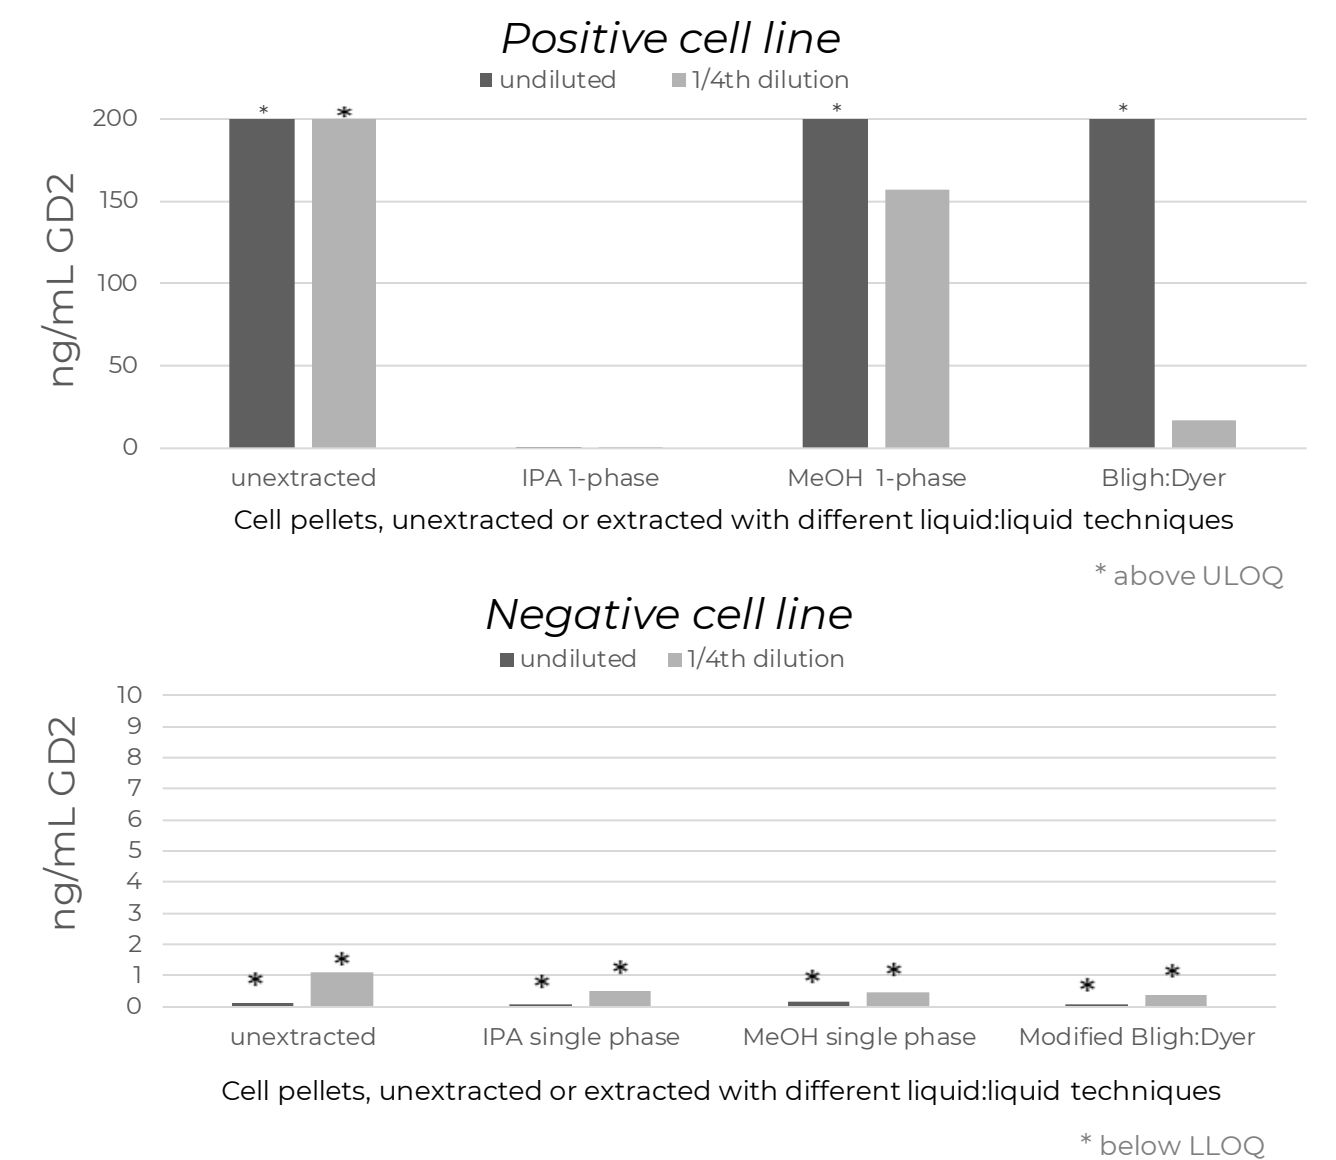 Positive cell line
undiluted 1/4th dilution
* * * *
200
150
100
50
0
ng/mL GD2
unextracted IPA 1-phase MeOH 1-phase Bligh:Dyer
Cell pellets, unextracted or extracted with different liquid:liquid techniques
* above ULOQ
Negative cell line
undiluted 1/4th dilution
10
9
8
7
6
5
4
3
2
1
0
ng/mL GD2
* * * * * * * *
unextracted IPA single phase MeOH single phase Modified Bligh:Dyer
Cell pellets, unextracted or extracted with different liquid:liquid techniques
* below LLOQ